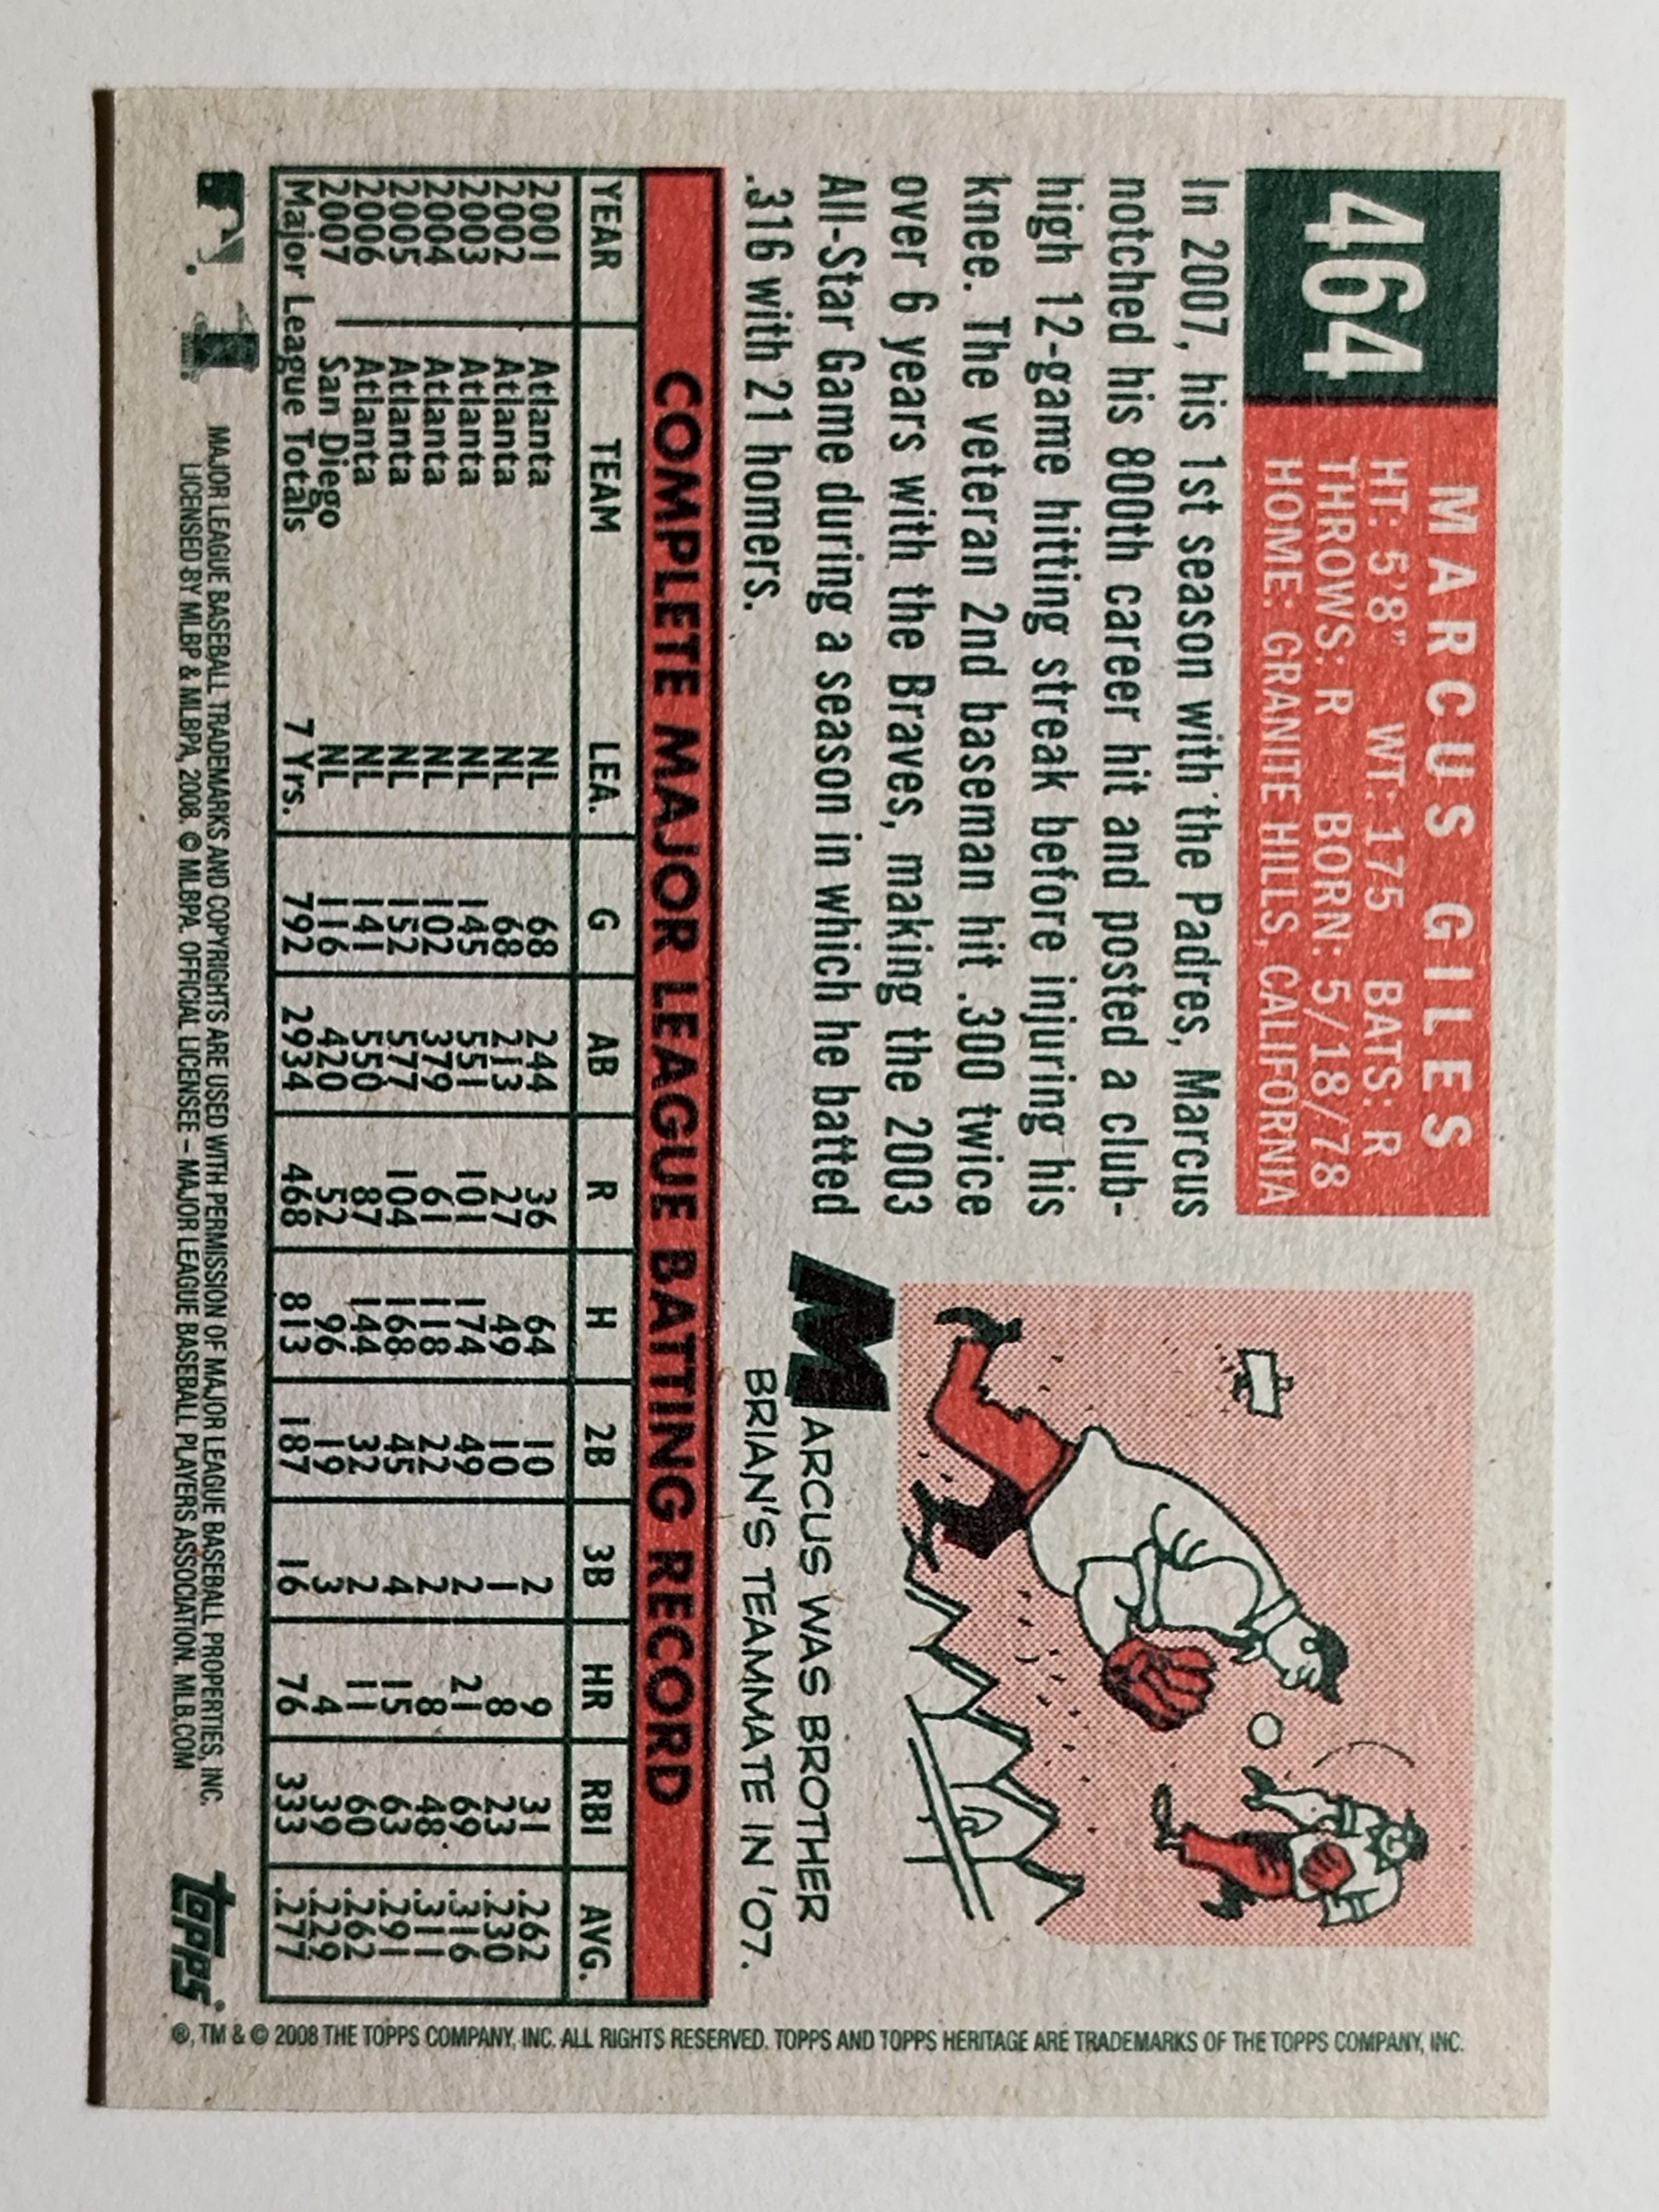 464
MARCUS GILES
HT: 5'8" WT: 175 BATS: R
THROWS: R BORN: 5/18/78
HOME: GRANITE HILLS, CALIFORNIA
In 2007, his 1st season with the Padres, Marcus
notched his 800th career hit and posted a club-
high 12-game hitting streak before injuring his
knee. The veteran 2nd baseman hit .300 twice
over 6 years with the Braves, making the 2003
All-Star Game during a season in which he batted
.316 with 21 homers.
MARCUS WAS BROTHER
BRIAN'S TEAMMATE IN '07.
COMPLETE MAJOR LEAGUE BATTING RECORD
YEAR TEAM LEA. G AB R H 2B 3B HR RBI AVG.
2001 Atlanta NL 68 244 36 64 10 2 9 31 .262
2002 Atlanta NL 68 213 27 49 10 1 8 23 .230
2003 Atlanta NL 145 551 101 174 49 2 21 69 .316
2004 Atlanta NL 102 379 61 118 22 2 8 48 .311
2005 Atlanta NL 152 577 104 168 45 4 15 63 .291
2006 Atlanta NL 141 550 87 144 32 2 11 60 .262
2007 San Diego NL 116 420 52 96 19 3 4 39 .229
Major League Totals 7 Yrs. 792 2934 468 813 187 16 76 333 .277
MAJOR LEAGUE BASEBALL TRADEMARKS AND COPYRIGHTS ARE USED WITH PERMISSION OF MAJOR LEAGUE BASEBALL PROPERTIES, INC.
LICENSED BY MLBP & MLBPA, 2008. © MLBPA. OFFICIAL LICENSEE – MAJOR LEAGUE BASEBALL PLAYERS ASSOCIATION. MLB.COM
topps®
®, TM & © 2008 THE TOPPS COMPANY, INC. ALL RIGHTS RESERVED. TOPPS AND TOPPS HERITAGE ARE TRADEMARKS OF THE TOPPS COMPANY, INC.